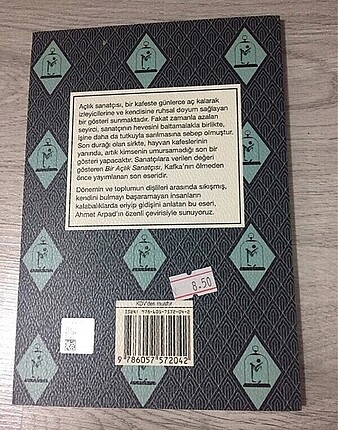 Açlık sanatçısı, bir kafeste günlerce aç kalarak
izleyicilerine ve kendisine ruhsal doyum sağlayan
bir gösteri sunmaktadır. Fakat zamanla azalan
seyirci, sanatçının hevesini baltamalakla birlikte,
işine daha da tutkuyla sarılmasına sebep olmuştur.
Son durağı olan sirkte, hayvan kafeslerinin
yanında, artık kimsenin umursamadığı son bir
gösteri yapacaktır. Sanatçılara verilen değeri
gösteren Bir Açlık Sanatçısı, Kafka'nın ölmeden
önce yayımlanan son eseridir.
Dönemin ve toplumun dişlileri arasında sıkışmış,
kendini bulmayı başaramayan insanların
kalabalıklarda eriyip gidişini anlatan bu eseri,
Ahmet Arpad'ın özenli çevirisiyle sunuyoruz.
8.50
KDV'den muaftır
ISBN: 978-605-7572-04-2
9 786057 572042